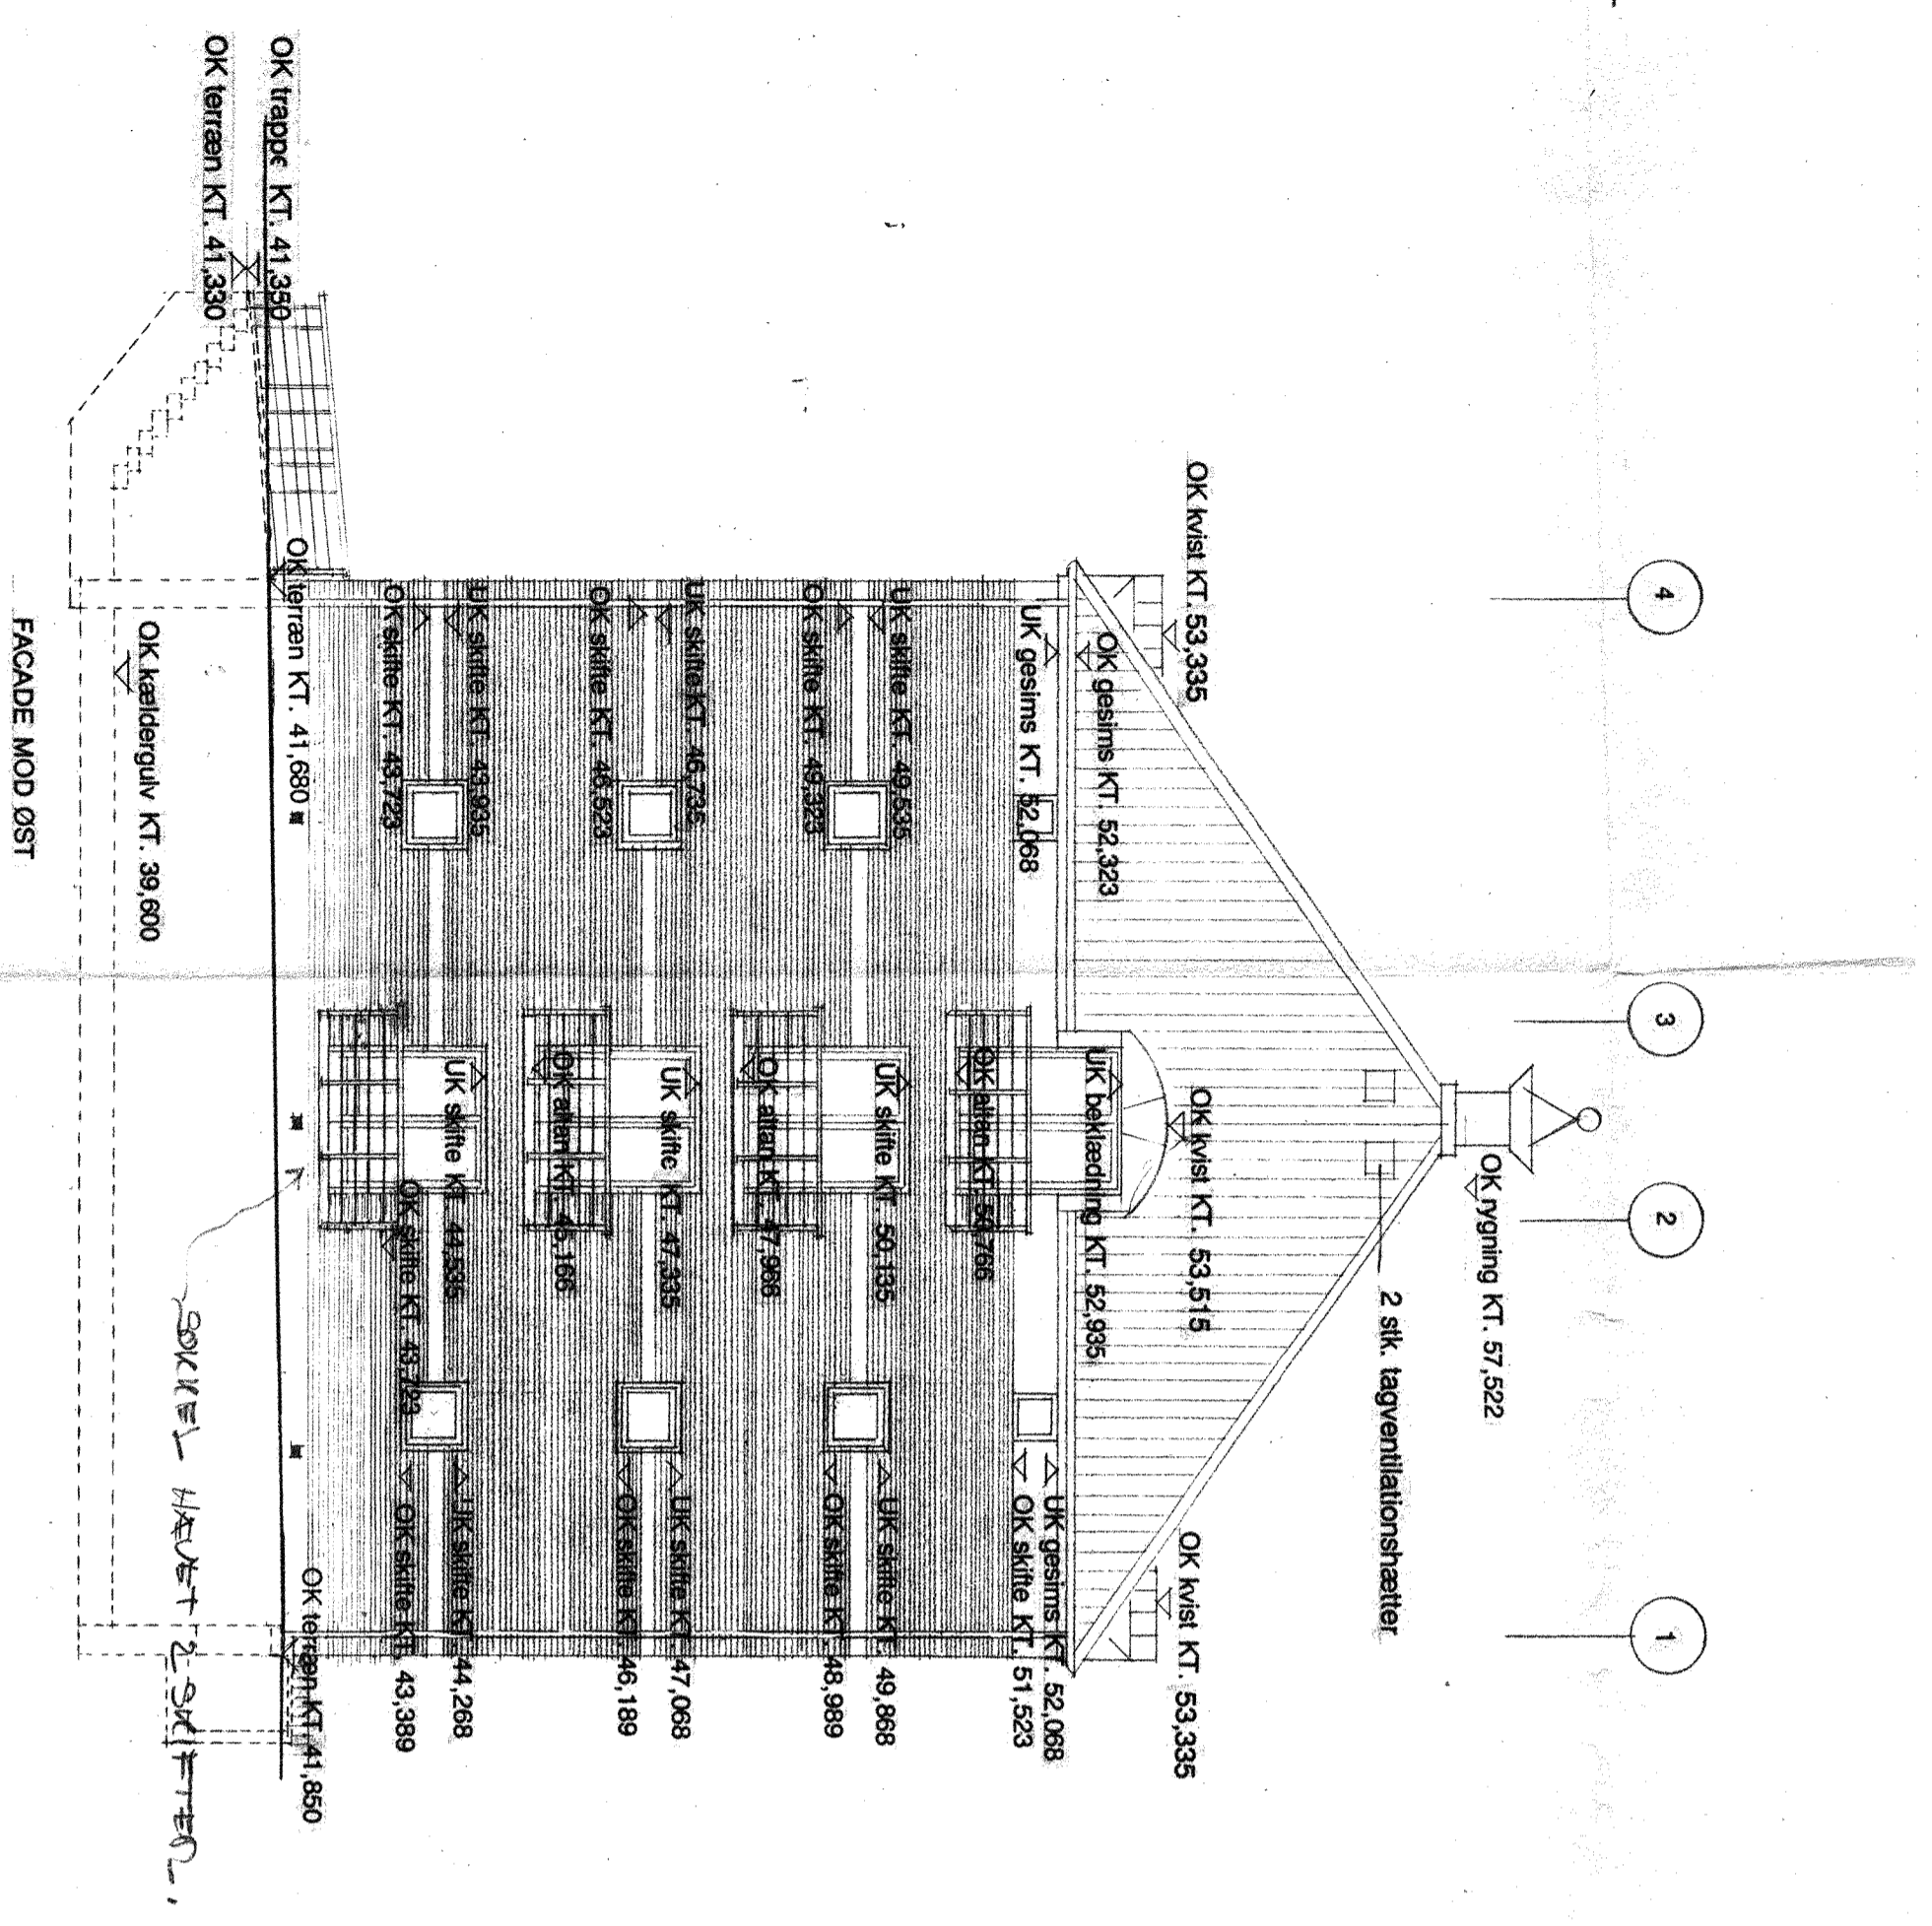 4
3
2
1
OK rygning KT. 57,522
2 stk. tagventilationshætter
OK kvist KT. 53,335
OK kvist KT. 53,515
OK kvist KT. 53,335
OK gesims KT. 52,323
UK beklædning KT. 52,935
UK gesims KT. 52,068
UK gesims KT. 52,068
OK skifte KT. 51,523
OK altan KT. 50,766
UK skifte KT. 49,535
UK skifte KT. 50,135
UK skifte KT. 49,868
OK skifte KT. 49,323
OK skifte KT. 48,989
OK altan KT. 47,966
UK skifte KT. 46,735
UK skifte KT. 47,335
UK skifte KT. 47,068
OK skifte KT. 46,523
OK skifte KT. 46,189
OK altan KT. 45,166
UK skifte KT. 43,935
UK skifte KT. 44,535
UK skifte KT. 44,268
OK skifte KT. 43,723
OK skifte KT. 43,723
OK skifte KT. 43,389
OK trappe KT. 41,350
OK terræn KT. 41,680
OK terræn KT. 41,850
OK terræn KT. 41,330
SOKKEL HÆVET 2 SKIFTER.
OK kældergulv KT. 39,600
FACADE MOD ØST